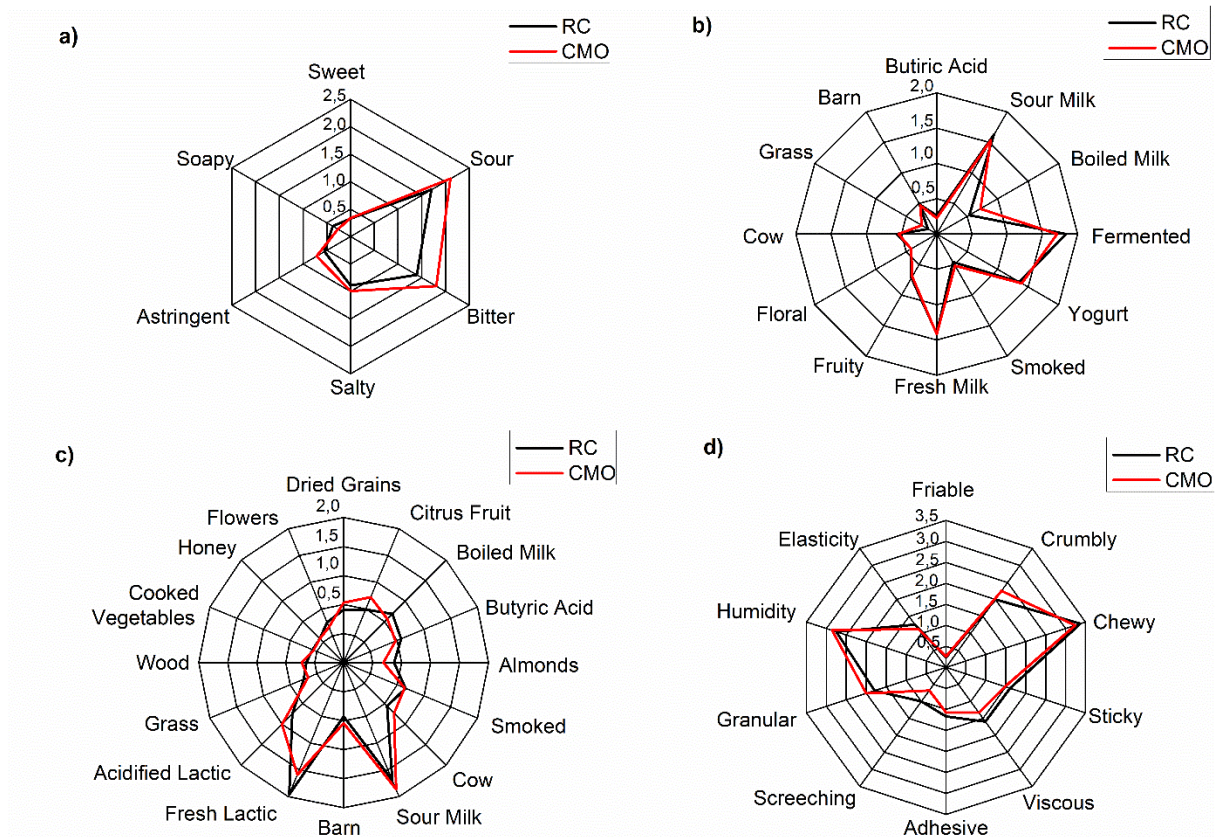 a)
RC
CMO
Sweet
2,5
2,0
1,5
1,0
0,5
Sour
Bitter
Salty
Astringent
Soapy
b)
RC
CMO
Butiric Acid
2,0
1,5
1,0
0,5
Sour Milk
Boiled Milk
Fermented
Yogurt
Smoked
Fresh Milk
Fruity
Floral
Cow
Grass
Barn
c)
RC
CMO
Dried Grains
2,0
1,5
1,0
0,5
Citrus Fruit
Boiled Milk
Butyric Acid
Almonds
Smoked
Cow
Sour Milk
Barn
Fresh Lactic
Acidified Lactic
Grass
Wood
Cooked
Vegetables
Honey
Flowers
d)
RC
CMO
Friable
3,5
3,0
2,5
2,0
1,5
1,0
0,5
Crumbly
Chewy
Sticky
Viscous
Adhesive
Screeching
Granular
Humidity
Elasticity